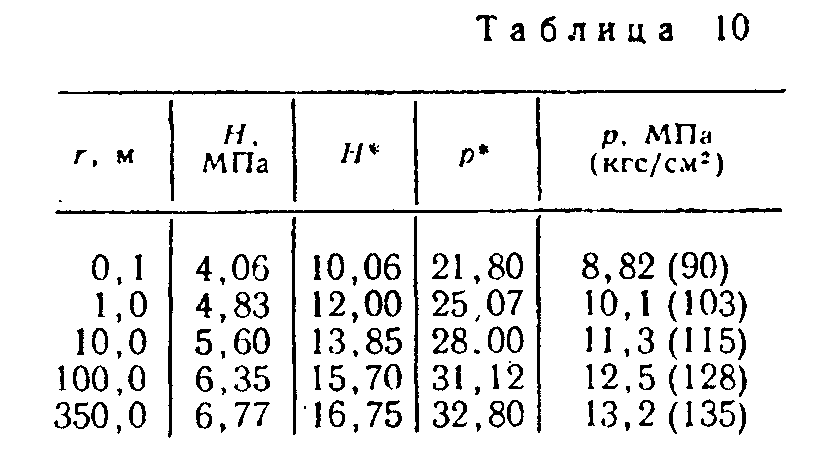 Таблица 10
r, м H, МПа H* p* p, МПа (кгс/см²)
0,1 4,06 10,06 21,80 8,82 (90)
1,0 4,83 12,00 25,07 10,1 (103)
10,0 5,60 13,85 28.00 11,3 (115)
100,0 6,35 15,70 31,12 12,5 (128)
350,0 6,77 16,75 32,80 13,2 (135)